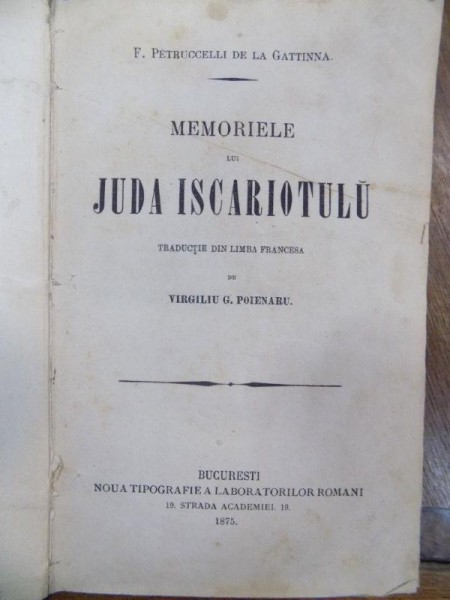 F. PETRUCCELLI DE LA GATTINNA.
MEMORIELE
LUI
JUDA ISCARIOTULŬ
TRADUCȚIE DIN LIMBA FRANCESA
DE
VIRGILIU G. POIENARU.
BUCURESTI
NOUA TIPOGRAFIE A LABORATORILOR ROMANI
19. STRADA ACADEMIEI. 19.
1875.